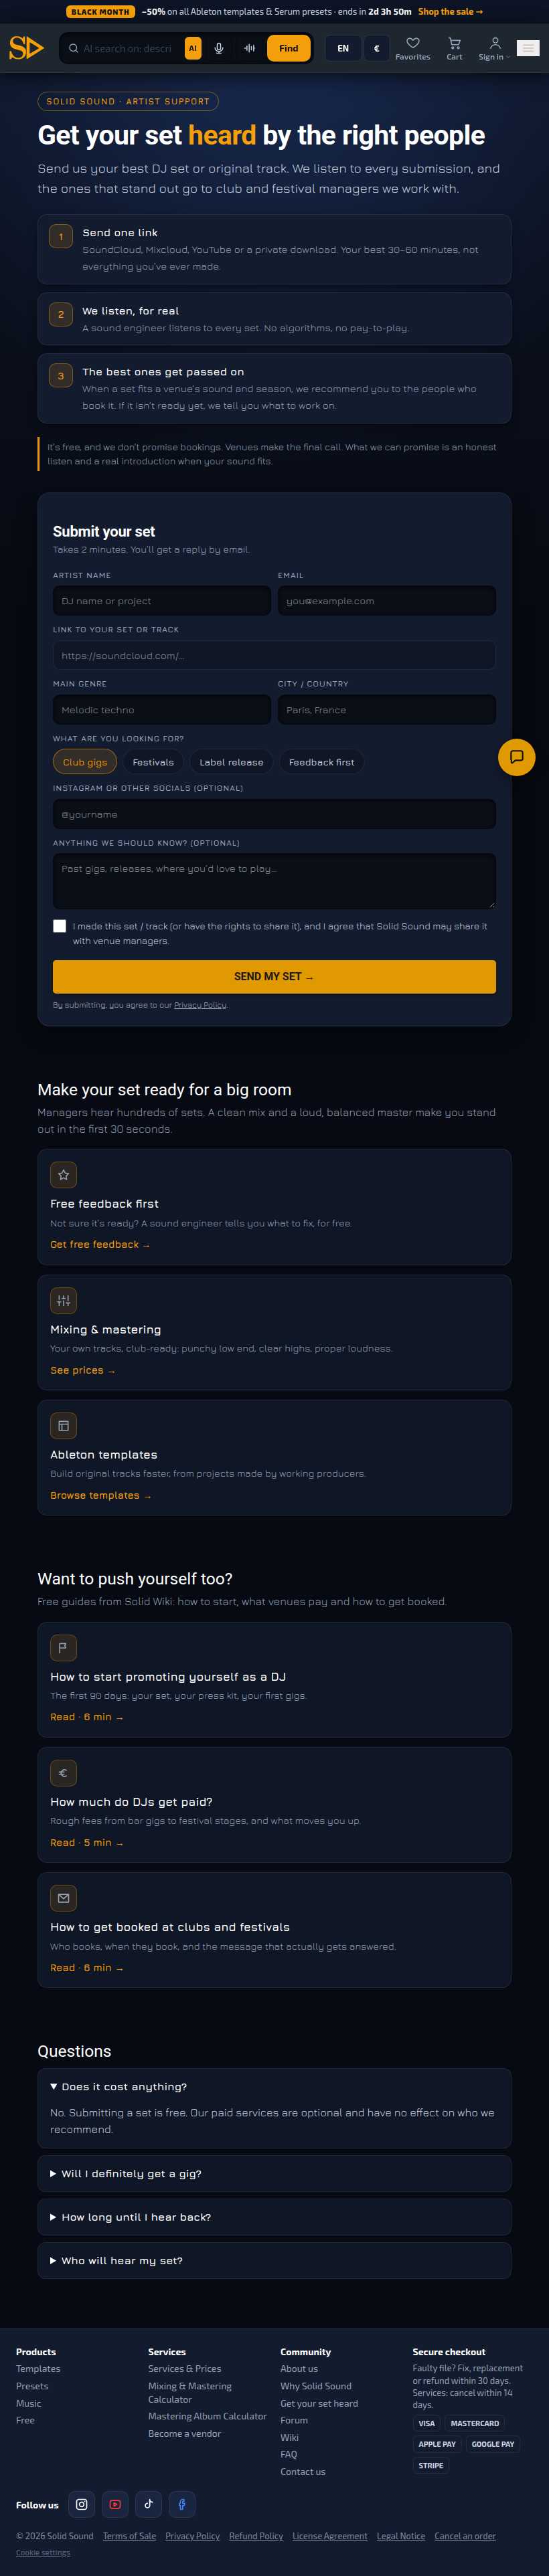 BLACK MONTH −50% on all Ableton templates & Serum presets · ends in 2d 3h 50m Shop the sale →
SD
AI search on: descri
AI
Find
EN
€
Favorites
Cart
Sign in
SOLID SOUND · ARTIST SUPPORT
Get your set heard by the right people
Send us your best DJ set or original track. We listen to every submission, and
the ones that stand out go to club and festival managers we work with.
1
Send one link
SoundCloud, Mixcloud, YouTube or a private download. Your best 30–60 minutes, not
everything you've ever made.
2
We listen, for real
A sound engineer listens to every set. No algorithms, no pay-to-play.
3
The best ones get passed on
When a set fits a venue's sound and season, we recommend you to the people who
book it. If it isn't ready yet, we tell you what to work on.
It's free, and we don't promise bookings. Venues make the final call. What we can promise is an honest
listen and a real introduction when your sound fits.
Submit your set
Takes 2 minutes. You'll get a reply by email.
ARTIST NAME
EMAIL
DJ name or project
you@example.com
LINK TO YOUR SET OR TRACK
https://soundcloud.com/...
MAIN GENRE
CITY / COUNTRY
Melodic techno
Paris, France
WHAT ARE YOU LOOKING FOR?
Club gigs
Festivals
Label release
Feedback first
INSTAGRAM OR OTHER SOCIALS (OPTIONAL)
@yourname
ANYTHING WE SHOULD KNOW? (OPTIONAL)
Past gigs, releases, where you'd love to play...
I made this set / track (or have the rights to share it), and I agree that Solid Sound may share it
with venue managers.
SEND MY SET →
By submitting, you agree to our Privacy Policy.
Make your set ready for a big room
Managers hear hundreds of sets. A clean mix and a loud, balanced master make you stand
out in the first 30 seconds.
Free feedback first
Not sure it's ready? A sound engineer tells you what to fix, for free.
Get free feedback →
Mixing & mastering
Your own tracks, club-ready: punchy low end, clear highs, proper loudness.
See prices →
Ableton templates
Build original tracks faster, from projects made by working producers.
Browse templates →
Want to push yourself too?
Free guides from Solid Wiki: how to start, what venues pay and how to get booked.
How to start promoting yourself as a DJ
The first 90 days: your set, your press kit, your first gigs.
Read · 6 min →
€
How much do DJs get paid?
Rough fees from bar gigs to festival stages, and what moves you up.
Read · 5 min →
How to get booked at clubs and festivals
Who books, when they book, and the message that actually gets answered.
Read · 6 min →
Questions
▼ Does it cost anything?
No. Submitting a set is free. Our paid services are optional and have no effect on who we
recommend.
▶ Will I definitely get a gig?
▶ How long until I hear back?
▶ Who will hear my set?
Products
Templates
Presets
Music
Free
Services
Services & Prices
Mixing & Mastering
Calculator
Mastering Album Calculator
Become a vendor
Community
About us
Why Solid Sound
Get your set heard
Forum
Wiki
FAQ
Contact us
Secure checkout
Faulty file? Fix, replacement
or refund within 30 days.
Services: cancel within 14
days.
VISA
MASTERCARD
APPLE PAY
GOOGLE PAY
STRIPE
Follow us
© 2026 Solid Sound Terms of Sale Privacy Policy Refund Policy License Agreement Legal Notice Cancel an order
Cookie settings